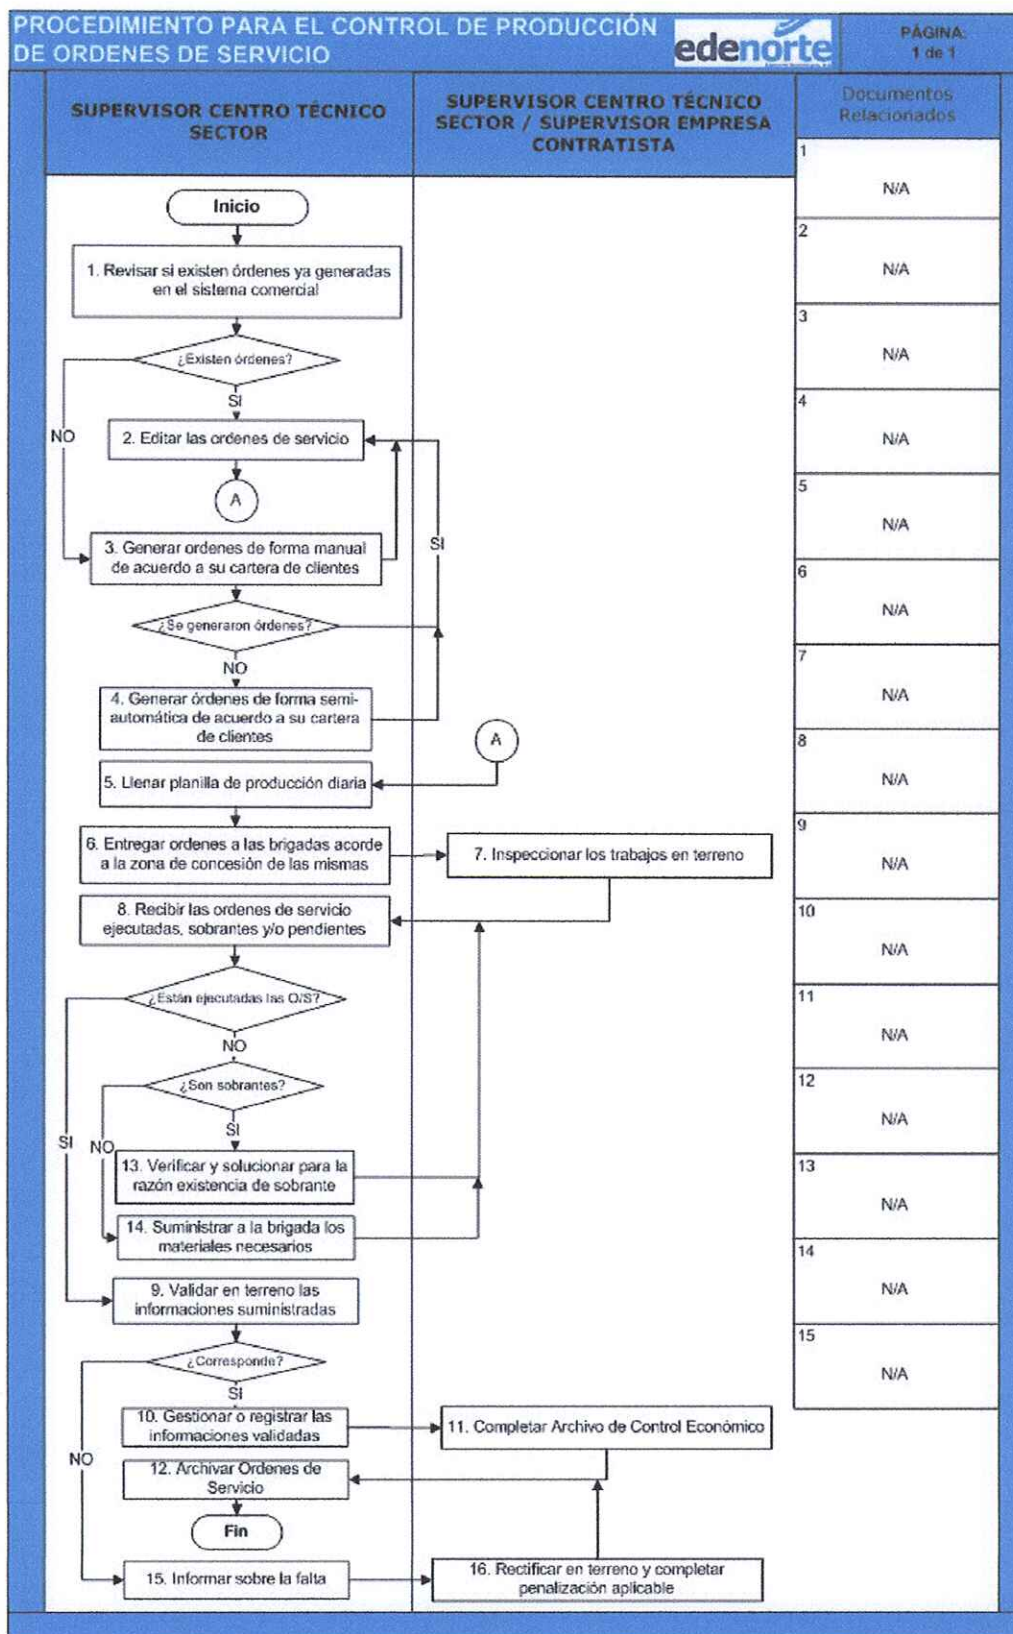 PROCEDIMIENTO PARA EL CONTROL DE PRODUCCIÓN
DE ORDENES DE SERVICIO
edenorte
PÁGINA:
1 de 1
SUPERVISOR CENTRO TÉCNICO
SECTOR
SUPERVISOR CENTRO TÉCNICO
SECTOR / SUPERVISOR EMPRESA
CONTRATISTA
Documentos
Relacionados
Inicio
1. Revisar si existen órdenes ya generadas
en el sistema comercial
¿Existen órdenes?
SI
NO
2. Editar las ordenes de servicio
A
3. Generar ordenes de forma manual
de acuerdo a su cartera de clientes
SI
¿Se generaron órdenes?
NO
4. Generar órdenes de forma semi-
automática de acuerdo a su cartera
de clientes
A
5. Llenar planilla de producción diaria
6. Entregar ordenes a las brigadas acorde
a la zona de concesión de las mismas
7. Inspeccionar los trabajos en terreno
8. Recibir las ordenes de servicio
ejecutadas, sobrantes y/o pendientes
¿Están ejecutadas las O/S?
NO
¿Son sobrantes?
SI
SI
NO
13. Verificar y solucionar para la
razón existencia de sobrante
14. Suministrar a la brigada los
materiales necesarios
9. Validar en terreno las
informaciones suministradas
¿Corresponde?
SI
10. Gestionar o registrar las
informaciones validadas
11. Completar Archivo de Control Económico
NO
12. Archivar Ordenes de
Servicio
Fin
15. Informar sobre la falta
16. Rectificar en terreno y completar
penalización aplicable
1
N/A
2
N/A
3
N/A
4
N/A
5
N/A
6
N/A
7
N/A
8
N/A
9
N/A
10
N/A
11
N/A
12
N/A
13
N/A
14
N/A
15
N/A